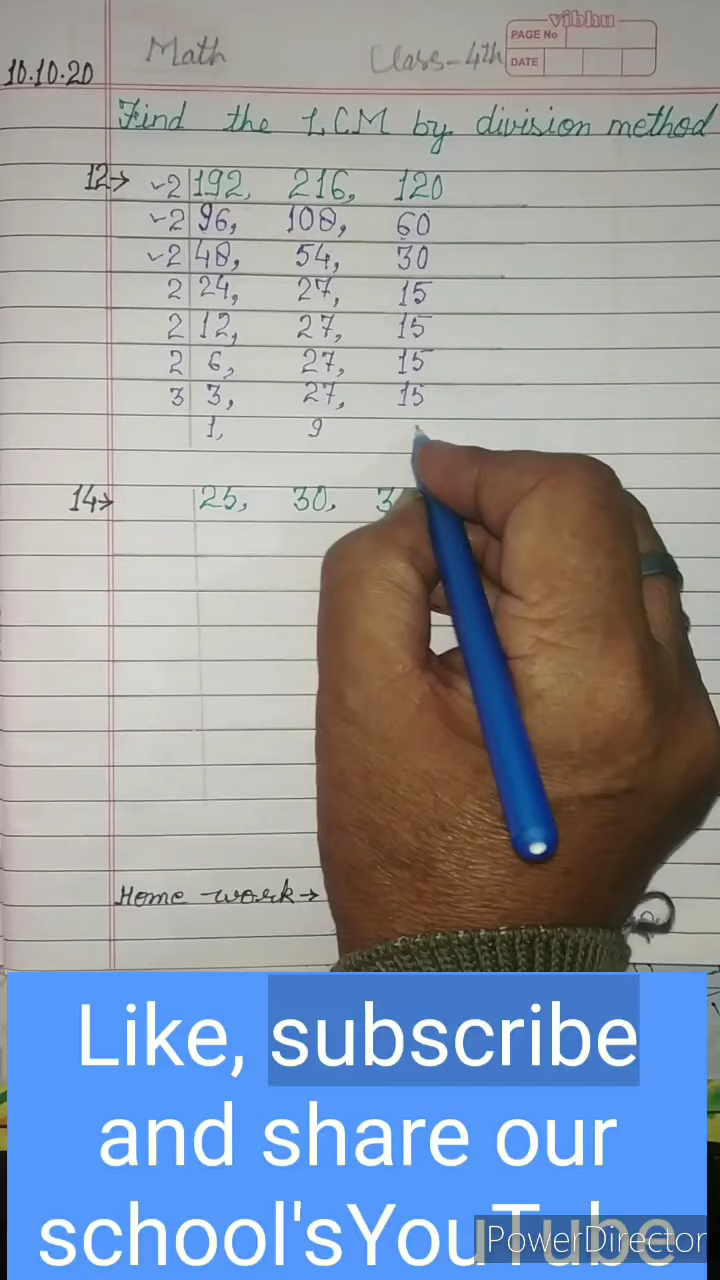 vibhu
PAGE No
DATE
10.10.20
Math Class-4th
Find the L.C.M by division method
12→ ✓2 192, 216, 120
✓2 96, 108, 60
✓2 48, 54, 30
2 24, 27, 15
2 12, 27, 15
2 6, 27, 15
3 3, 27, 15
1, 9
14→ 25, 30, 3
Home work→
Like, subscribe
and share our
school'sYouTube
PowerDirector